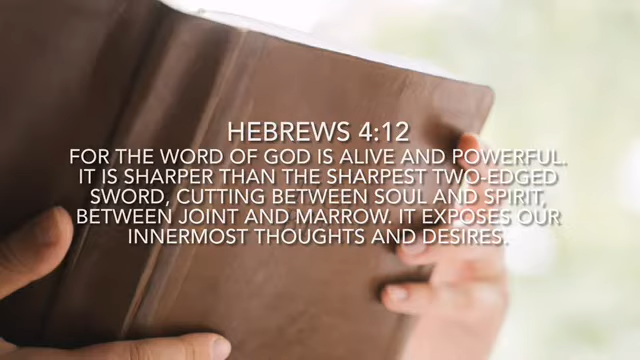 HEBREWS 4:12
FOR THE WORD OF GOD IS ALIVE AND POWERFUL.
IT IS SHARPER THAN THE SHARPEST TWO-EDGED
SWORD, CUTTING BETWEEN SOUL AND SPIRIT,
BETWEEN JOINT AND MARROW. IT EXPOSES OUR
INNERMOST THOUGHTS AND DESIRES.